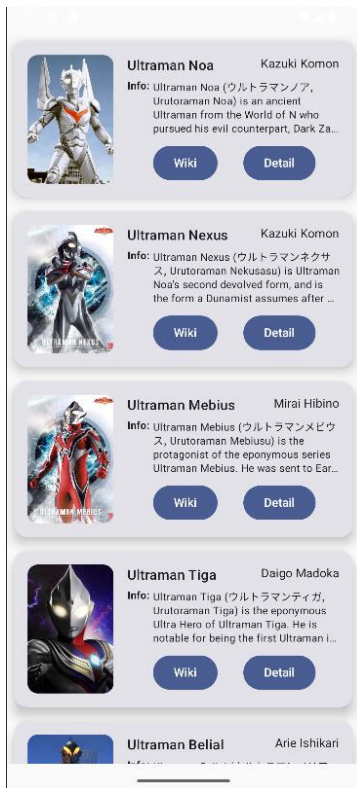 Ultraman Noa
Kazuki Komon
Info: Ultraman Noa (ウルトラマンノア,
Urutoraman Noa) is an ancient
Ultraman from the World of N who
pursued his evil counterpart, Dark Za...
Wiki
Detail
ULTRAMAN NEXUS
Ultraman Nexus
Kazuki Komon
Info: Ultraman Nexus (ウルトラマンネクサ
ス, Urutoraman Nekusasu) is Ultraman
Noa's second devolved form, and is
the form a Dunamist assumes after ...
Wiki
Detail
ULTRAMAN MEBIUS
Ultraman Mebius
Mirai Hibino
Info: Ultraman Mebius (ウルトラマンメビウ
ス, Urutoraman Mebiusu) is the
protagonist of the eponymous series
Ultraman Mebius. He was sent to Ear...
Wiki
Detail
Ultraman Tiga
Daigo Madoka
Info: Ultraman Tiga (ウルトラマンティガ,
Urutoraman Tiga) is the eponymous
Ultra Hero of Ultraman Tiga. He is
notable for being the first Ultraman i...
Wiki
Detail
Ultraman Belial
Arie Ishikari